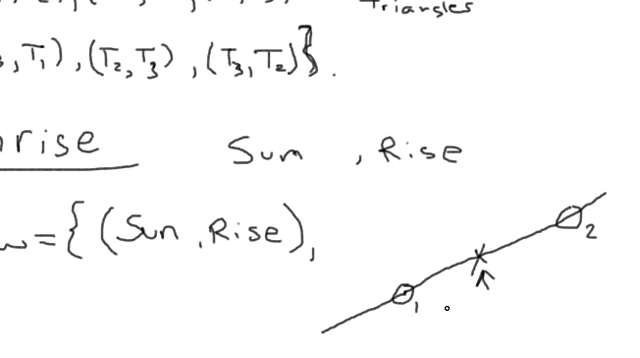 Triangles
,T₁),(T₂,T₃),(T₃,T₂)}.
rise Sum , Rise
={(Sun ,Rise),
2
1